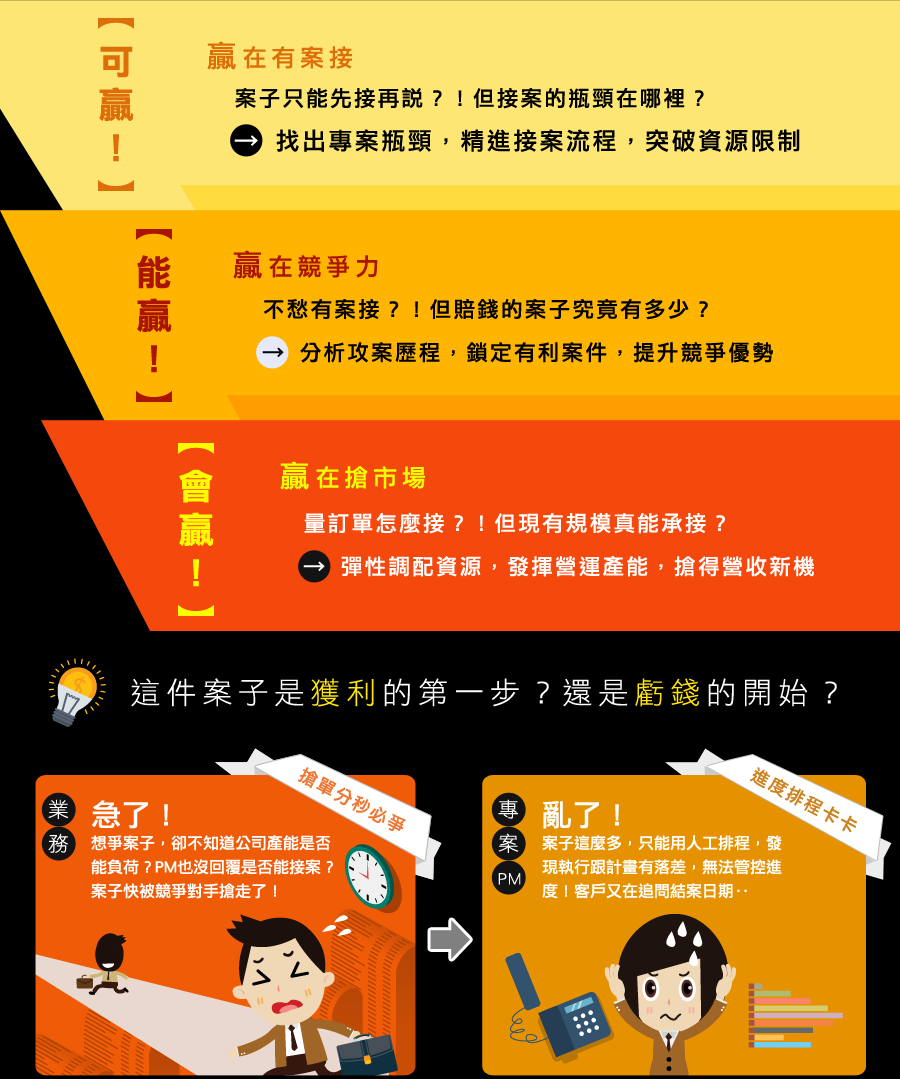 【可贏！】
贏在有案接
案子只能先接再説？！但接案的瓶頸在哪裡？
→ 找出專案瓶頸，精進接案流程，突破資源限制
【能贏！】
贏在競爭力
不愁有案接？！但賠錢的案子究竟有多少？
→ 分析攻案歷程，鎖定有利案件，提升競爭優勢
【會贏！】
贏在搶市場
量訂單怎麼接？！但現有規模真能承接？
→ 彈性調配資源，發揮營運產能，搶得營收新機
這件案子是獲利的第一步？還是虧錢的開始？
搶單分秒必爭
業務
急了！
想爭案子，卻不知道公司產能是否
能負荷？PM也沒回覆是否能接案？
案子快被競爭對手搶走了！
進度排程卡卡
專案PM
亂了！
案子這麼多，只能用人工排程，發
現執行跟計畫有落差，無法管控進
度！客戶又在追問結案日期‥